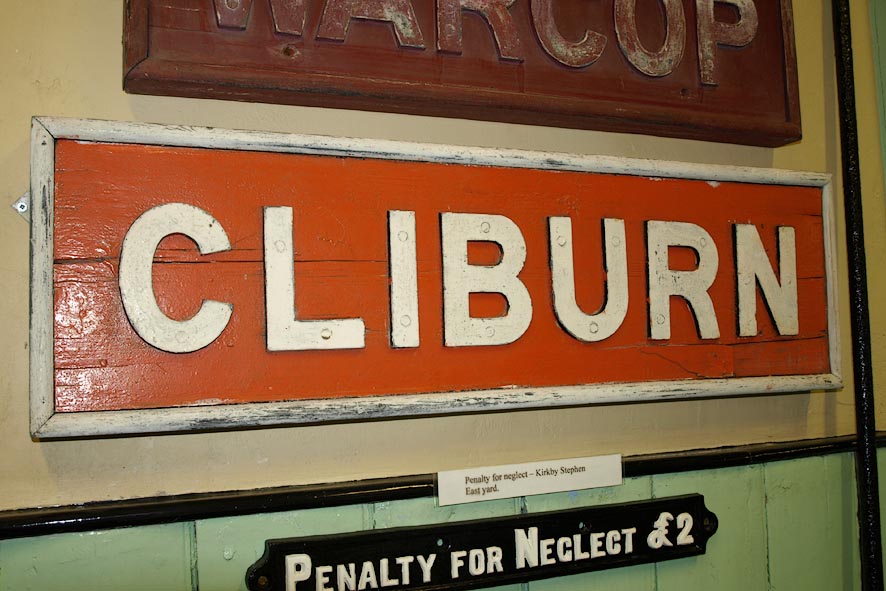 WARCOP
CLIBURN
Penalty for neglect – Kirkby Stephen
East yard.
PENALTY FOR NEGLECT £2